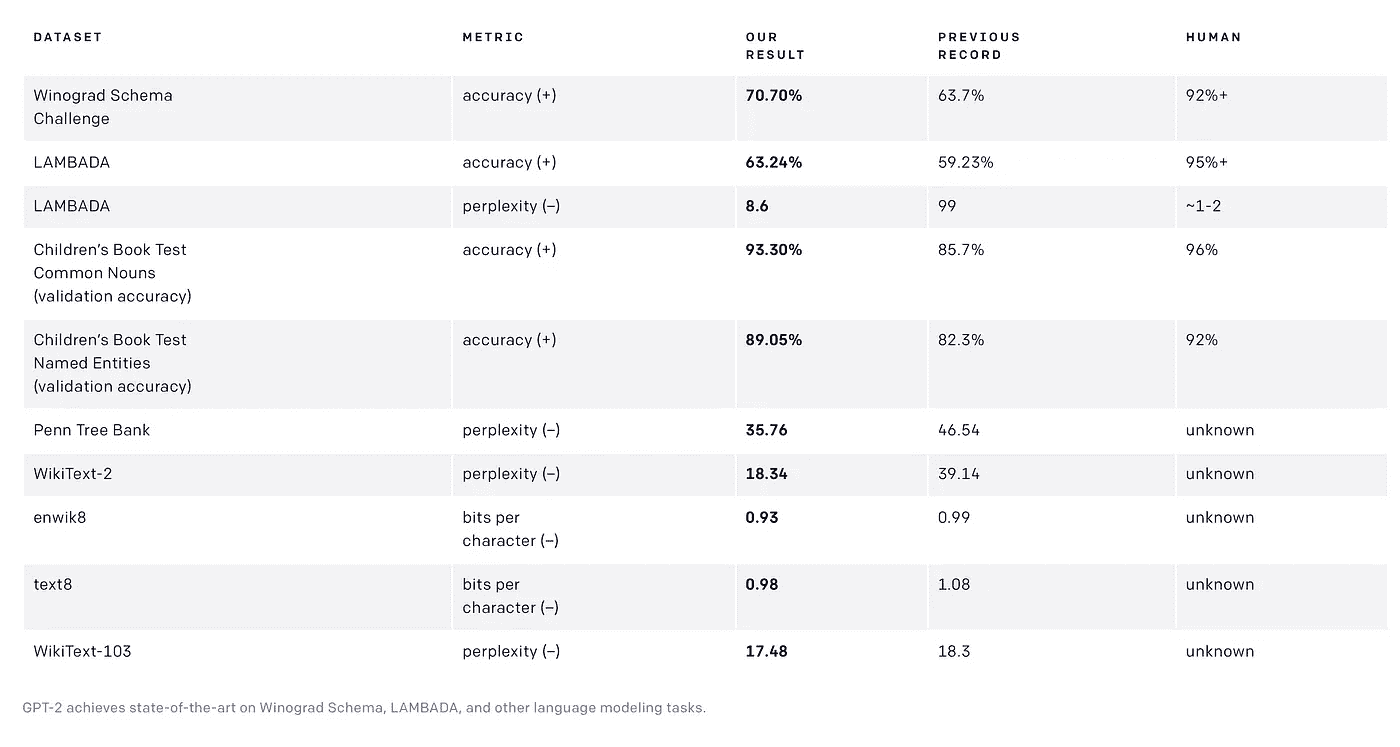 DATASET METRIC OUR RESULT PREVIOUS RECORD HUMAN
Winograd Schema Challenge accuracy (+) 70.70% 63.7% 92%+
LAMBADA accuracy (+) 63.24% 59.23% 95%+
LAMBADA perplexity (–) 8.6 99 ~1-2
Children’s Book Test Common Nouns (validation accuracy) accuracy (+) 93.30% 85.7% 96%
Children’s Book Test Named Entities (validation accuracy) accuracy (+) 89.05% 82.3% 92%
Penn Tree Bank perplexity (–) 35.76 46.54 unknown
WikiText-2 perplexity (–) 18.34 39.14 unknown
enwik8 bits per character (–) 0.93 0.99 unknown
text8 bits per character (–) 0.98 1.08 unknown
WikiText-103 perplexity (–) 17.48 18.3 unknown
GPT-2 achieves state-of-the-art on Winograd Schema, LAMBADA, and other language modeling tasks.